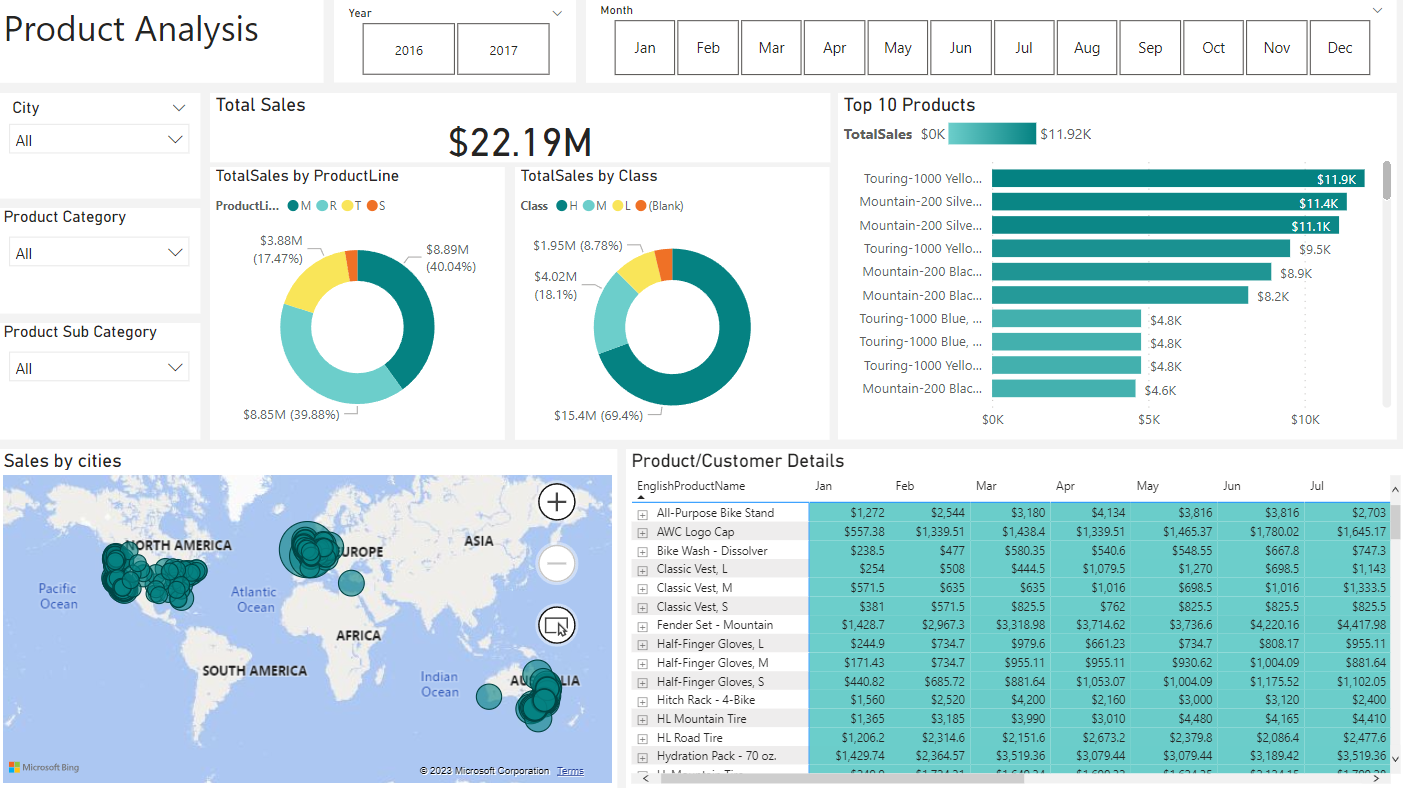 Product Analysis
Year
2016 2017
Month
Jan Feb Mar Apr May Jun Jul Aug Sep Oct Nov Dec
City
All
Product Category
All
Product Sub Category
All
Total Sales
$22.19M
TotalSales by ProductLine
ProductLi... M R T S
$3.88M
(17.47%)
$8.89M
(40.04%)
$8.85M (39.88%)
TotalSales by Class
Class H M L (Blank)
$1.95M (8.78%)
$4.02M
(18.1%)
$15.4M (69.4%)
Top 10 Products
TotalSales $0K $11.92K
Touring-1000 Yello... $11.9K
Mountain-200 Silve... $11.4K
Mountain-200 Silve... $11.1K
Touring-1000 Yello... $9.5K
Mountain-200 Blac... $8.9K
Mountain-200 Blac... $8.2K
Touring-1000 Blue, ... $4.8K
Touring-1000 Blue, ... $4.8K
Touring-1000 Yello... $4.8K
Mountain-200 Blac... $4.6K
$0K $5K $10K
Sales by cities
NORTH AMERICA
EUROPE
ASIA
Pacific
Ocean
Atlantic
Ocean
AFRICA
SOUTH AMERICA
Indian
Ocean
AU LIA
Microsoft Bing
© 2023 Microsoft Corporation Terms
Product/Customer Details
EnglishProductName Jan Feb Mar Apr May Jun Jul
All-Purpose Bike Stand $1,272 $2,544 $3,180 $4,134 $3,816 $3,816 $2,703
AWC Logo Cap $557.38 $1,339.51 $1,438.4 $1,339.51 $1,465.37 $1,780.02 $1,645.17
Bike Wash - Dissolver $238.5 $477 $580.35 $540.6 $548.55 $667.8 $747.3
Classic Vest, L $254 $508 $444.5 $1,079.5 $1,270 $698.5 $1,143
Classic Vest, M $571.5 $635 $635 $1,016 $698.5 $1,016 $1,333.5
Classic Vest, S $381 $571.5 $825.5 $762 $825.5 $825.5 $825.5
Fender Set - Mountain $1,428.7 $2,967.3 $3,318.98 $3,714.62 $3,736.6 $4,220.16 $4,417.98
Half-Finger Gloves, L $244.9 $734.7 $979.6 $661.23 $734.7 $808.17 $955.11
Half-Finger Gloves, M $171.43 $734.7 $955.11 $955.11 $930.62 $1,004.09 $881.64
Half-Finger Gloves, S $440.82 $685.72 $881.64 $1,053.07 $1,004.09 $1,175.52 $1,102.05
Hitch Rack - 4-Bike $1,560 $2,520 $4,200 $2,160 $3,000 $3,120 $2,400
HL Mountain Tire $1,365 $3,185 $3,990 $3,010 $4,480 $4,165 $4,410
HL Road Tire $1,206.2 $2,314.6 $2,151.6 $2,673.2 $2,379.8 $2,086.4 $2,477.6
Hydration Pack - 70 oz. $1,429.74 $2,364.57 $3,519.36 $3,079.44 $3,079.44 $3,189.42 $3,519.36